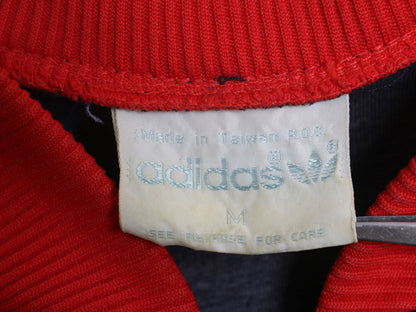 Made in Taiwan R.O.C.
adidas®
®
M
SEE REVERSE FOR CARE